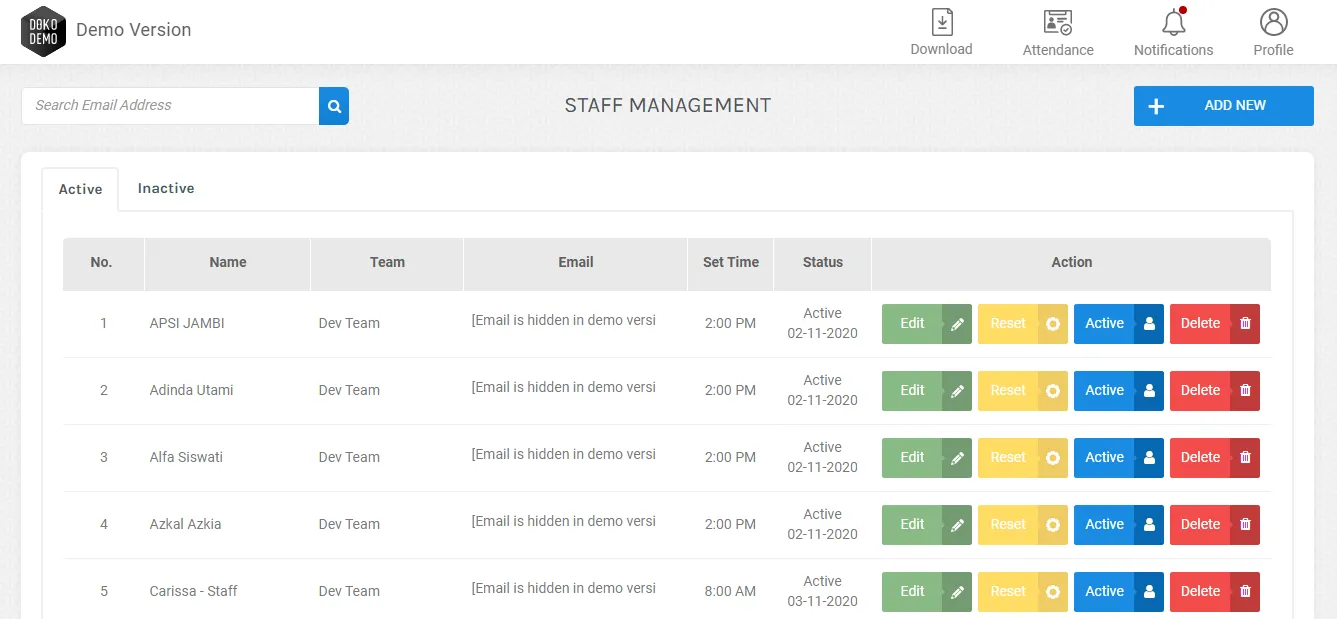 DOKO
DEMO
Demo Version
Download
Attendance
Notifications
Profile
Search Email Address
STAFF MANAGEMENT
ADD NEW
Active
Inactive
No. Name Team Email Set Time Status Action
1 APSI JAMBI Dev Team [Email is hidden in demo versi 2:00 PM Active 02-11-2020 Edit Reset Active Delete
2 Adinda Utami Dev Team [Email is hidden in demo versi 2:00 PM Active 02-11-2020 Edit Reset Active Delete
3 Alfa Siswati Dev Team [Email is hidden in demo versi 2:00 PM Active 02-11-2020 Edit Reset Active Delete
4 Azkal Azkia Dev Team [Email is hidden in demo versi 2:00 PM Active 02-11-2020 Edit Reset Active Delete
5 Carissa - Staff Dev Team [Email is hidden in demo versi 8:00 AM Active 03-11-2020 Edit Reset Active Delete